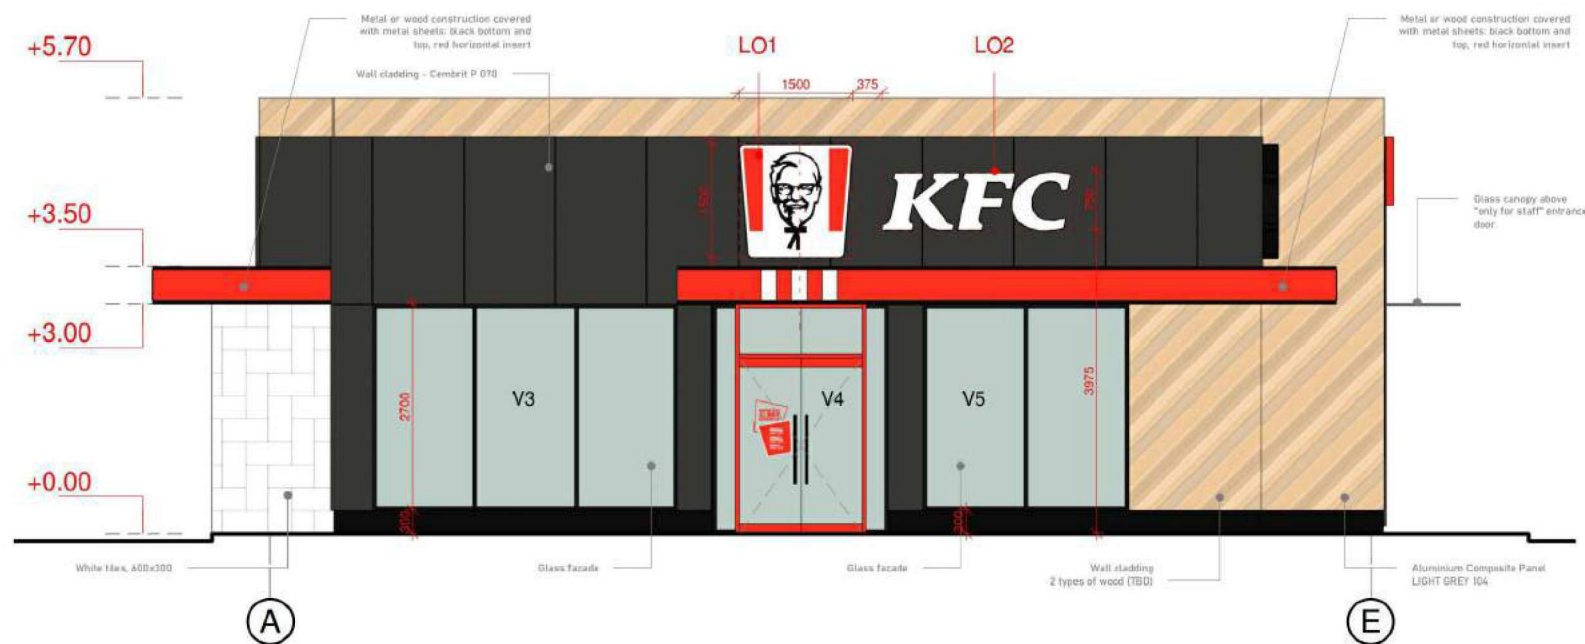 Metal or wood construction covered
with metal sheets: black bottom and
top, red horizontal insert
Metal or wood construction covered
with metal sheets: black bottom and
top, red horizontal insert
+5.70
LO1
LO2
Wall cladding - Cembrit P 070
1500
375
1500
KFC
750
+3.50
Glass canopy above
"only for staff" entrance
door.
+3.00
2700
V3
V4
V5
3975
+0.00
300
300
White tiles, 600x300
Glass facade
Glass facade
Wall cladding
2 types of wood (TBD)
Aluminium Composite Panel
LIGHT GREY 104
A
E